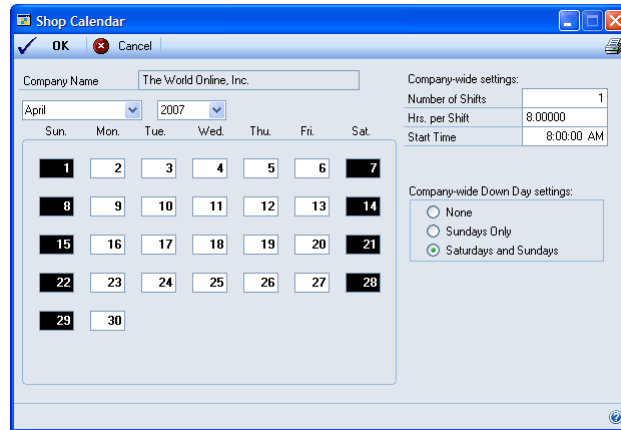 Shop Calendar
OK Cancel
Company Name The World Online, Inc.
April 2007
Sun. Mon. Tue. Wed. Thu. Fri. Sat.
1 2 3 4 5 6 7
8 9 10 11 12 13 14
15 16 17 18 19 20 21
22 23 24 25 26 27 28
29 30
Company-wide settings:
Number of Shifts 1
Hrs. per Shift 8.00000
Start Time 8:00:00 AM
Company-wide Down Day settings:
None
Sundays Only
Saturdays and Sundays